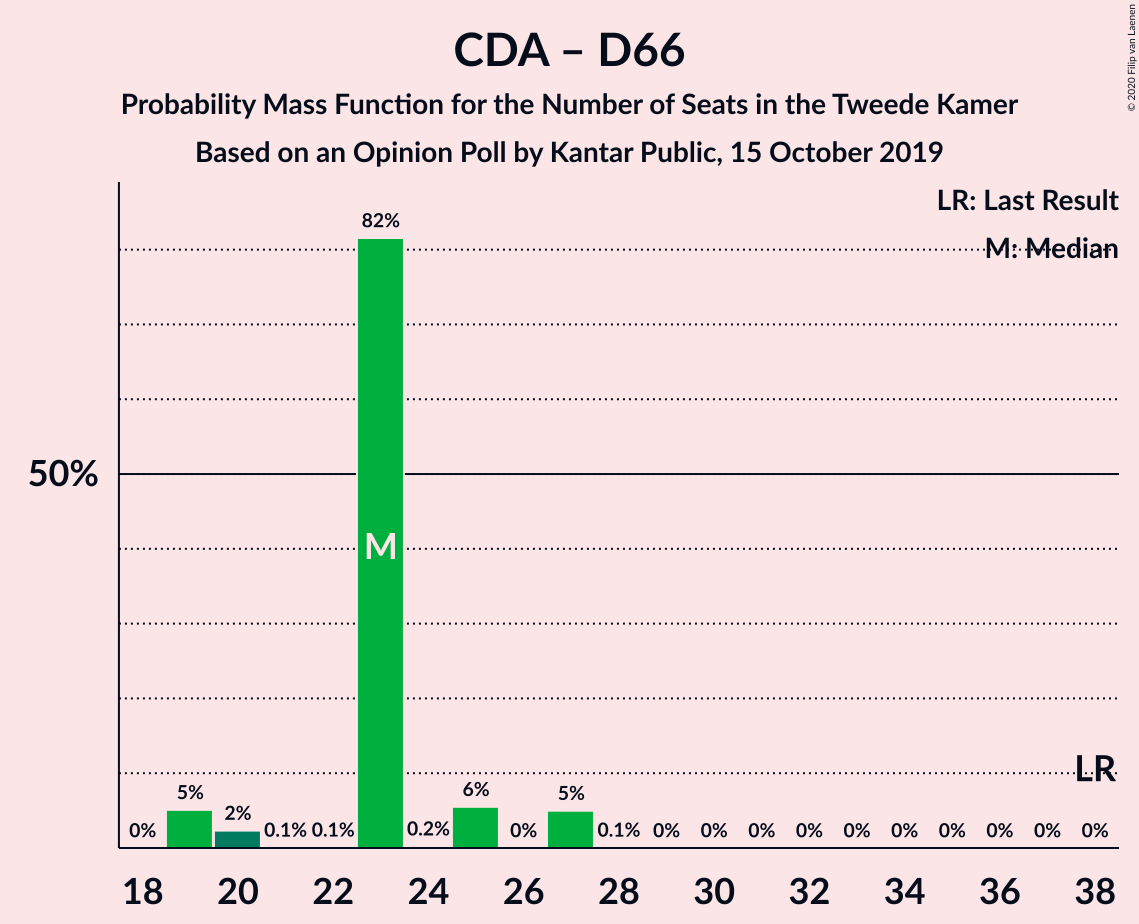 CDA – D66
Probability Mass Function for the Number of Seats in the Tweede Kamer
Based on an Opinion Poll by Kantar Public, 15 October 2019
© 2020 Filip van Laenen
LR: Last Result
M: Median
82%
50%
M
LR
0% 5% 2% 0.1% 0.1% 0.2% 6% 0% 5% 0.1% 0% 0% 0% 0% 0% 0% 0% 0% 0% 0%
18 20 22 24 26 28 30 32 34 36 38